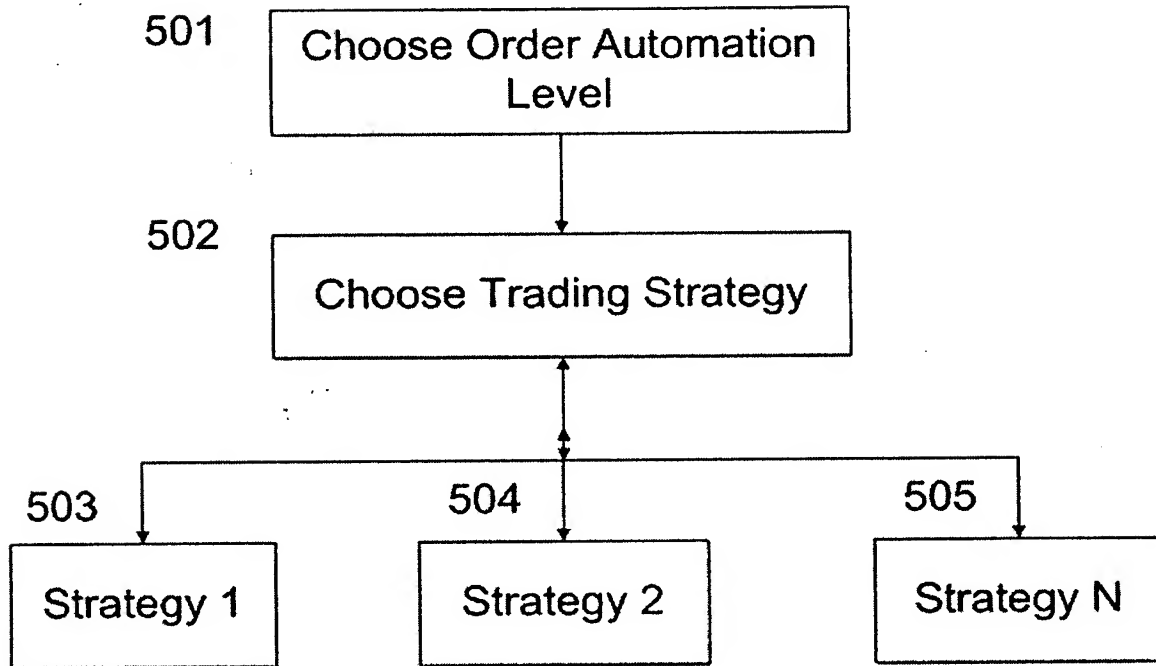 501
Choose Order Automation
Level
502
Choose Trading Strategy
503
504
505
Strategy 1
Strategy 2
Strategy N